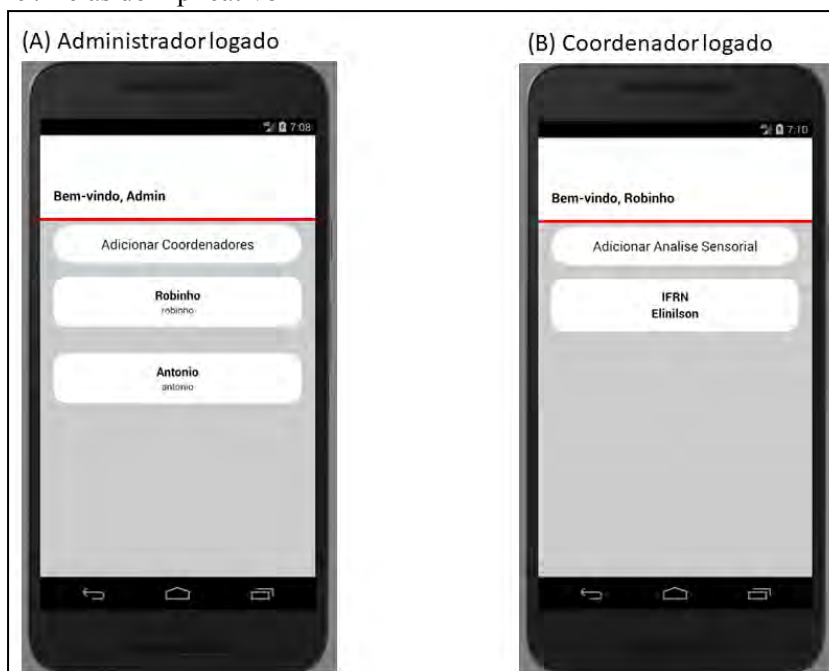 (A) Administrador logado
(B) Coordenador logado
7:08
Bem-vindo, Admin
Adicionar Coordenadores
Robinho
robinho
Antonio
antonio
7:10
Bem-vindo, Robinho
Adicionar Analise Sensorial
IFRN
Elinilson